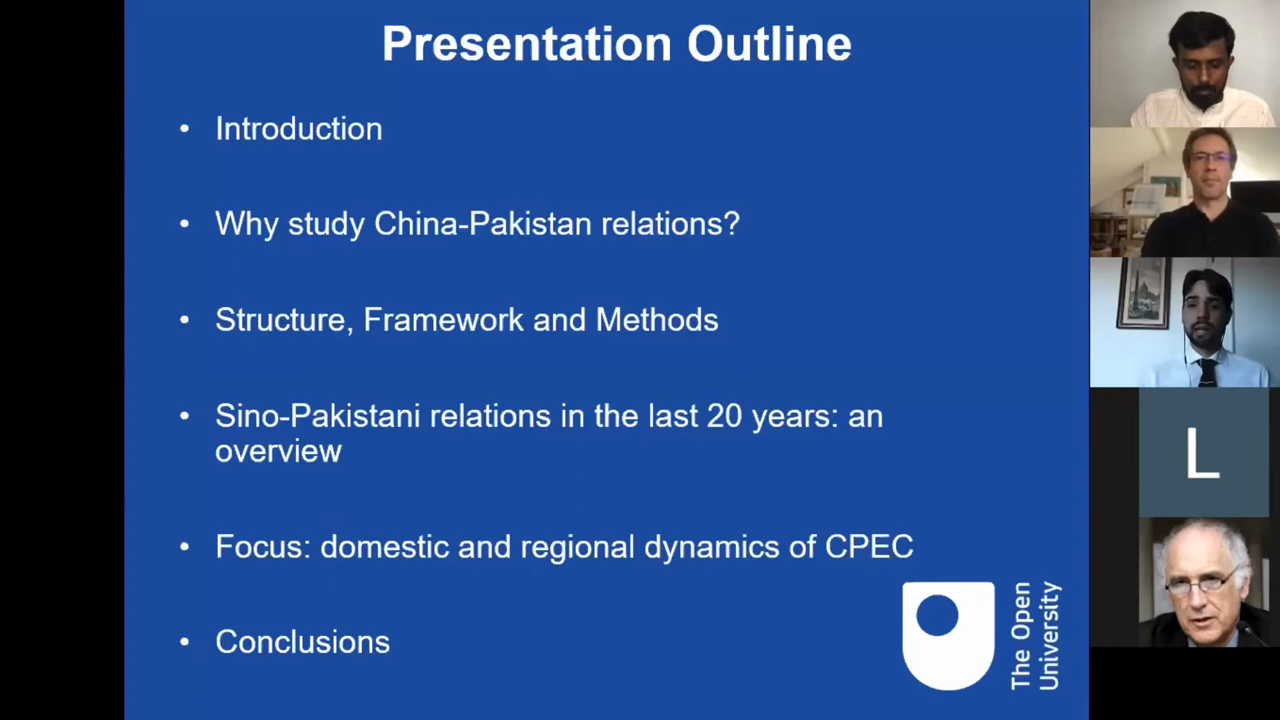 Presentation Outline
• Introduction
• Why study China-Pakistan relations?
• Structure, Framework and Methods
• Sino-Pakistani relations in the last 20 years: an
overview
• Focus: domestic and regional dynamics of CPEC
• Conclusions
The Open
University
L